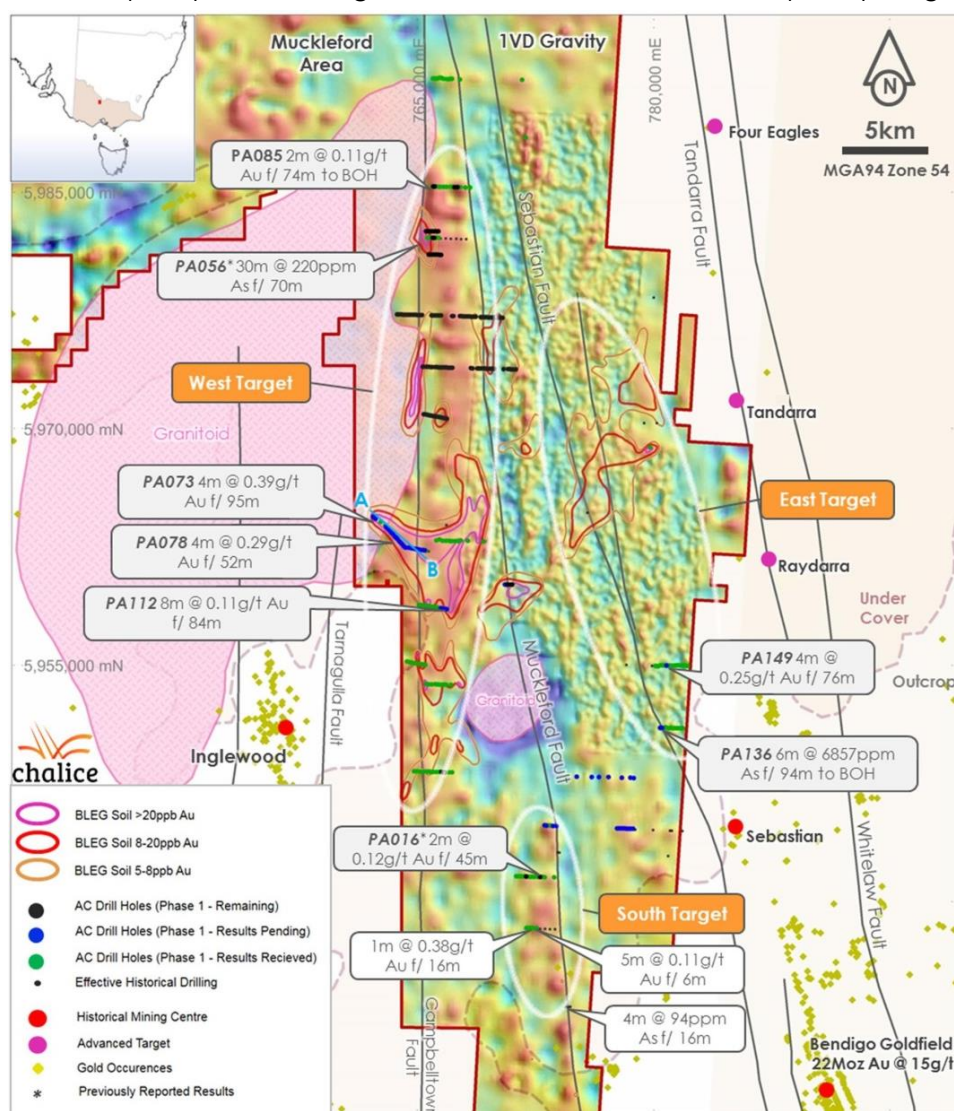 Muckleford
Area
1VD Gravity
765,000 mE
780,000 mE
N
5km
MGA94 Zone 54
Four Eagles
PA085 2m @ 0.11g/t
Au f/ 74m to BOH
5,985,000 mN
Sebastian Fault
Tandarra Fault
PA056* 30m @ 220ppm
As f/ 70m
West Target
Tandarra
5,970,000 mN
Granitoid
PA073 4m @ 0.39g/t
Au f/ 95m
A
East Target
PA078 4m @ 0.29g/t
Au f/ 52m
B
Raydarra
PA112 8m @ 0.11g/t Au
f/ 84m
Under
Cover
Tarnagulla Fault
Muckleford Fault
5,955,000 mN
PA149 4m @
0.25g/t Au f/ 76m
Outcrop
Granitoid
Inglewood
chalice
PA136 6m @ 6857ppm
As f/ 94m to BOH
BLEG Soil >20ppb Au
BLEG Soil 8-20ppb Au
BLEG Soil 5-8ppb Au
AC Drill Holes (Phase 1 - Remaining)
AC Drill Holes (Phase 1 - Results Pending)
AC Drill Holes (Phase 1 - Results Recieved)
Effective Historical Drilling
Historical Mining Centre
Advanced Target
Gold Occurences
* Previously Reported Results
PA016* 2m @
0.12g/t Au f/ 45m
Sebastian
Whitelaw Fault
South Target
1m @ 0.38g/t
Au f/ 16m
5m @ 0.11g/t
Au f/ 6m
4m @ 94ppm
As f/ 16m
Campbelltown
Fault
Bendigo Goldfield
22Moz Au @ 15g/t